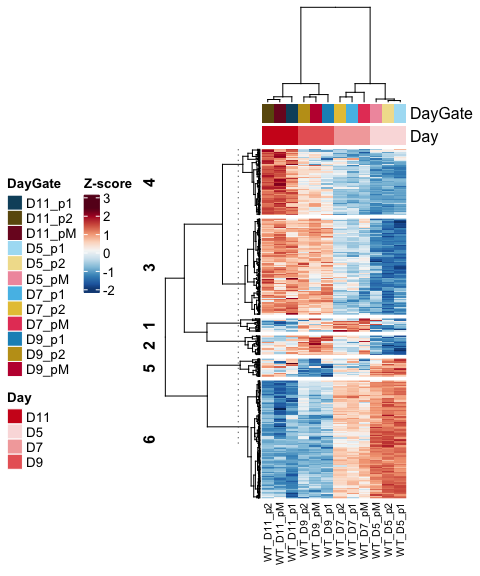 DayGate
Day
DayGate
D11_p1
D11_p2
D11_pM
D5_p1
D5_p2
D5_pM
D7_p1
D7_p2
D7_pM
D9_p1
D9_p2
D9_pM
Day
D11
D5
D7
D9
Z-score
3
2
1
0
-1
-2
4
3
1
2
5
6
WT_D11_p2
WT_D11_pM
WT_D11_p1
WT_D9_p2
WT_D9_pM
WT_D9_p1
WT_D7_p2
WT_D7_p1
WT_D7_pM
WT_D5_pM
WT_D5_p2
WT_D5_p1